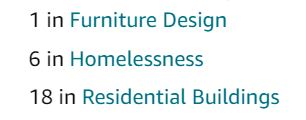 1 in Furniture Design
6 in Homelessness
18 in Residential Buildings